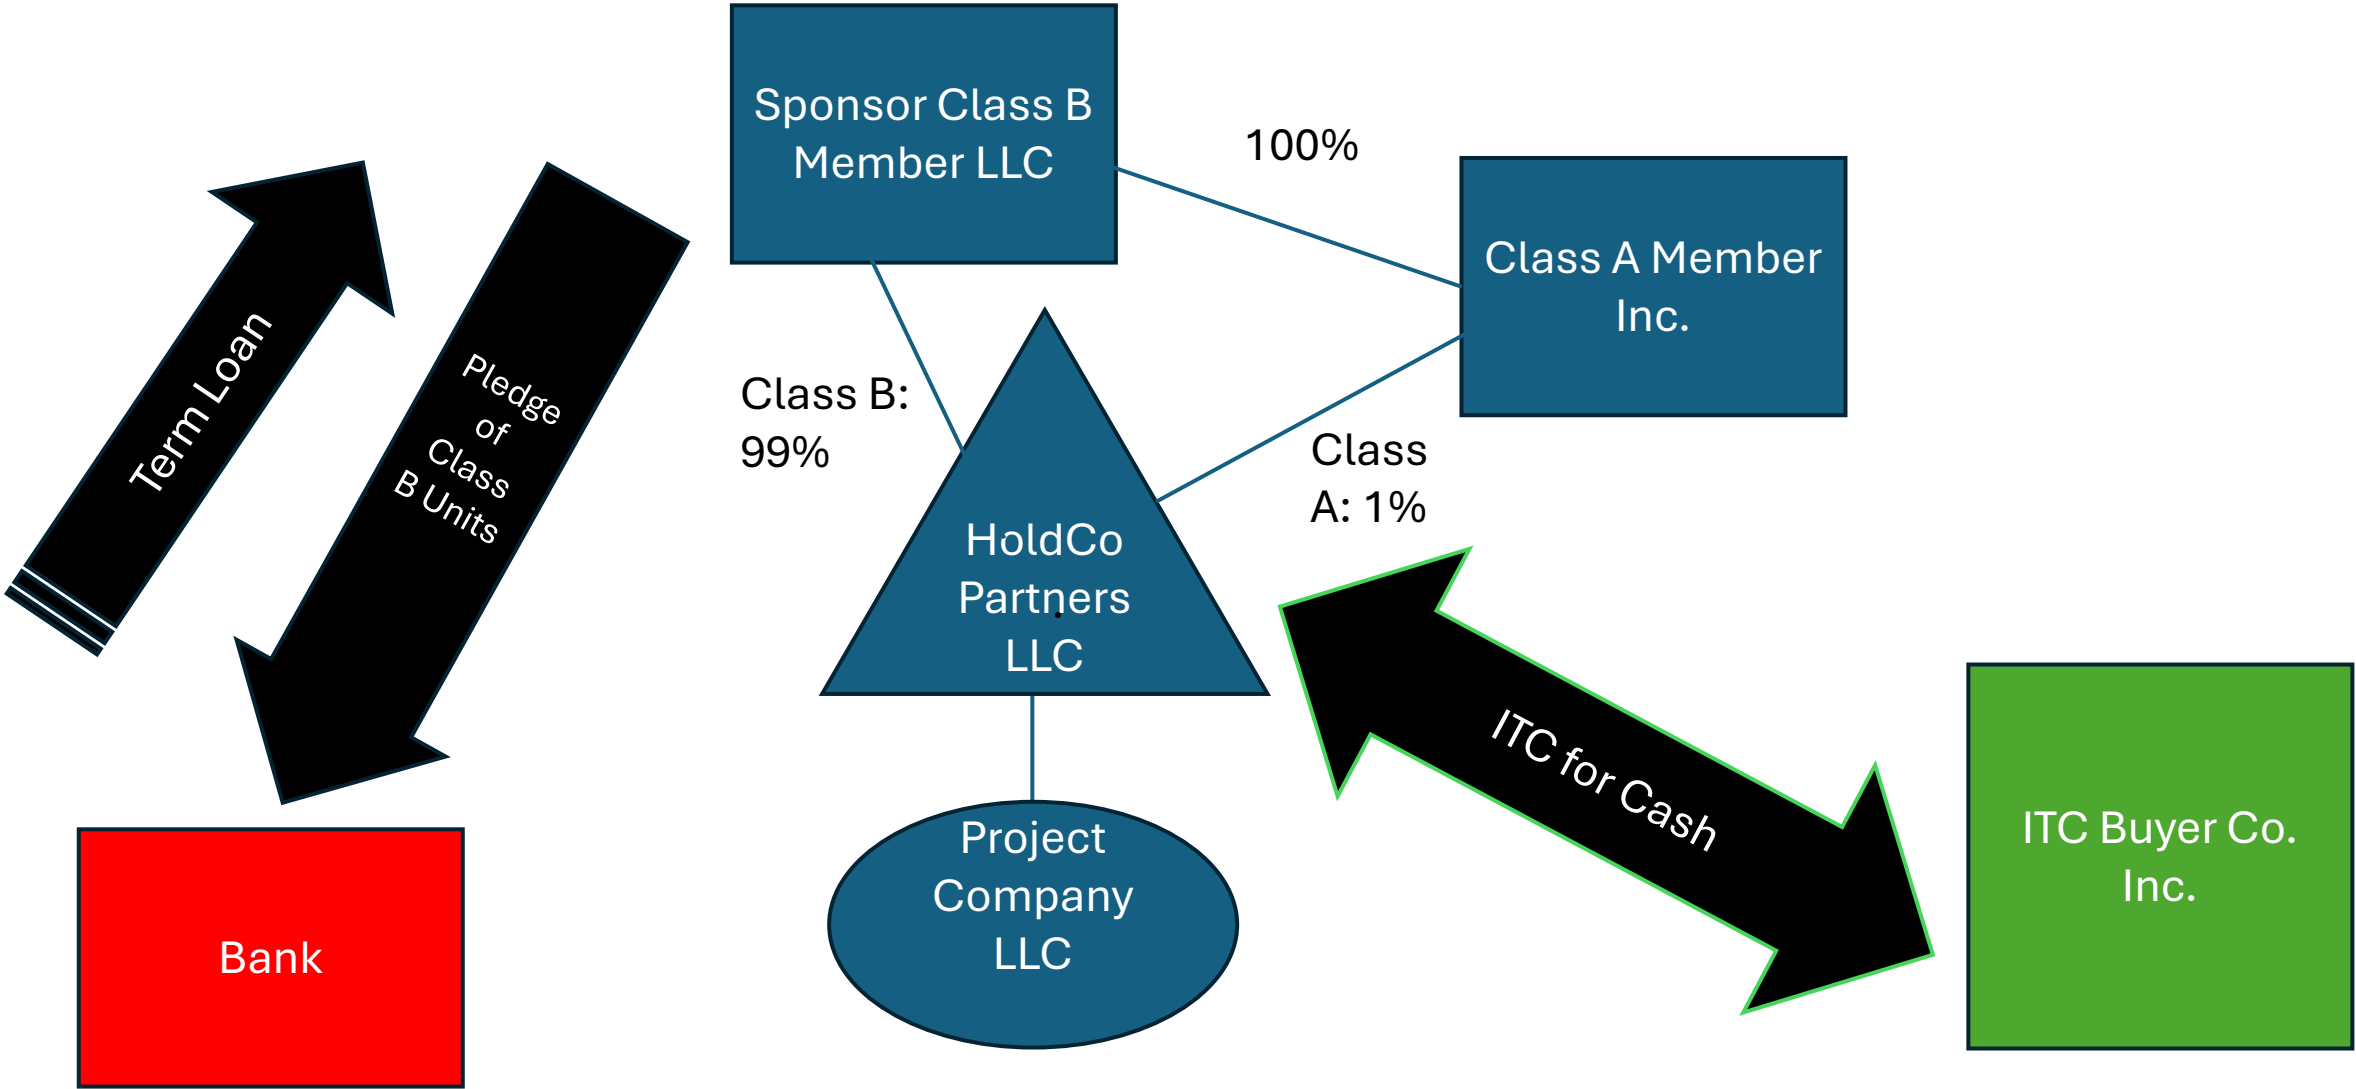 Sponsor Class B
Member LLC
100%
Class A Member
Inc.
Term Loan
Pledge
of
Class
B Units
Class B:
99%
Class
A: 1%
HoldCo
Partners
LLC
ITC for Cash
Project
Company
LLC
ITC Buyer Co.
Inc.
Bank